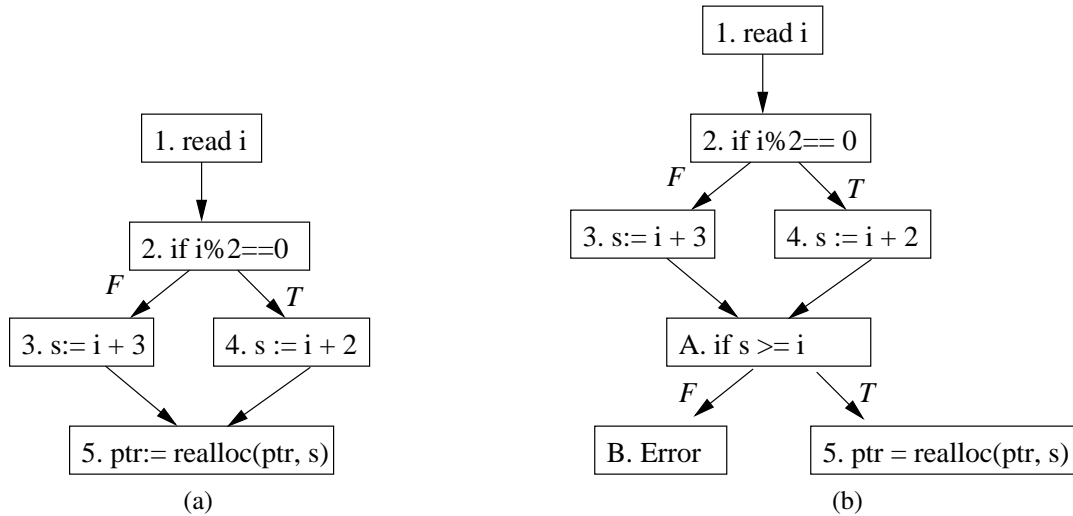 1. read i
2. if i%2==0
F
T
3. s:= i + 3
4. s := i + 2
5. ptr:= realloc(ptr, s)
(a)
1. read i
2. if i%2== 0
F
T
3. s:= i + 3
4. s := i + 2
A. if s >= i
F
T
B. Error
5. ptr = realloc(ptr, s)
(b)